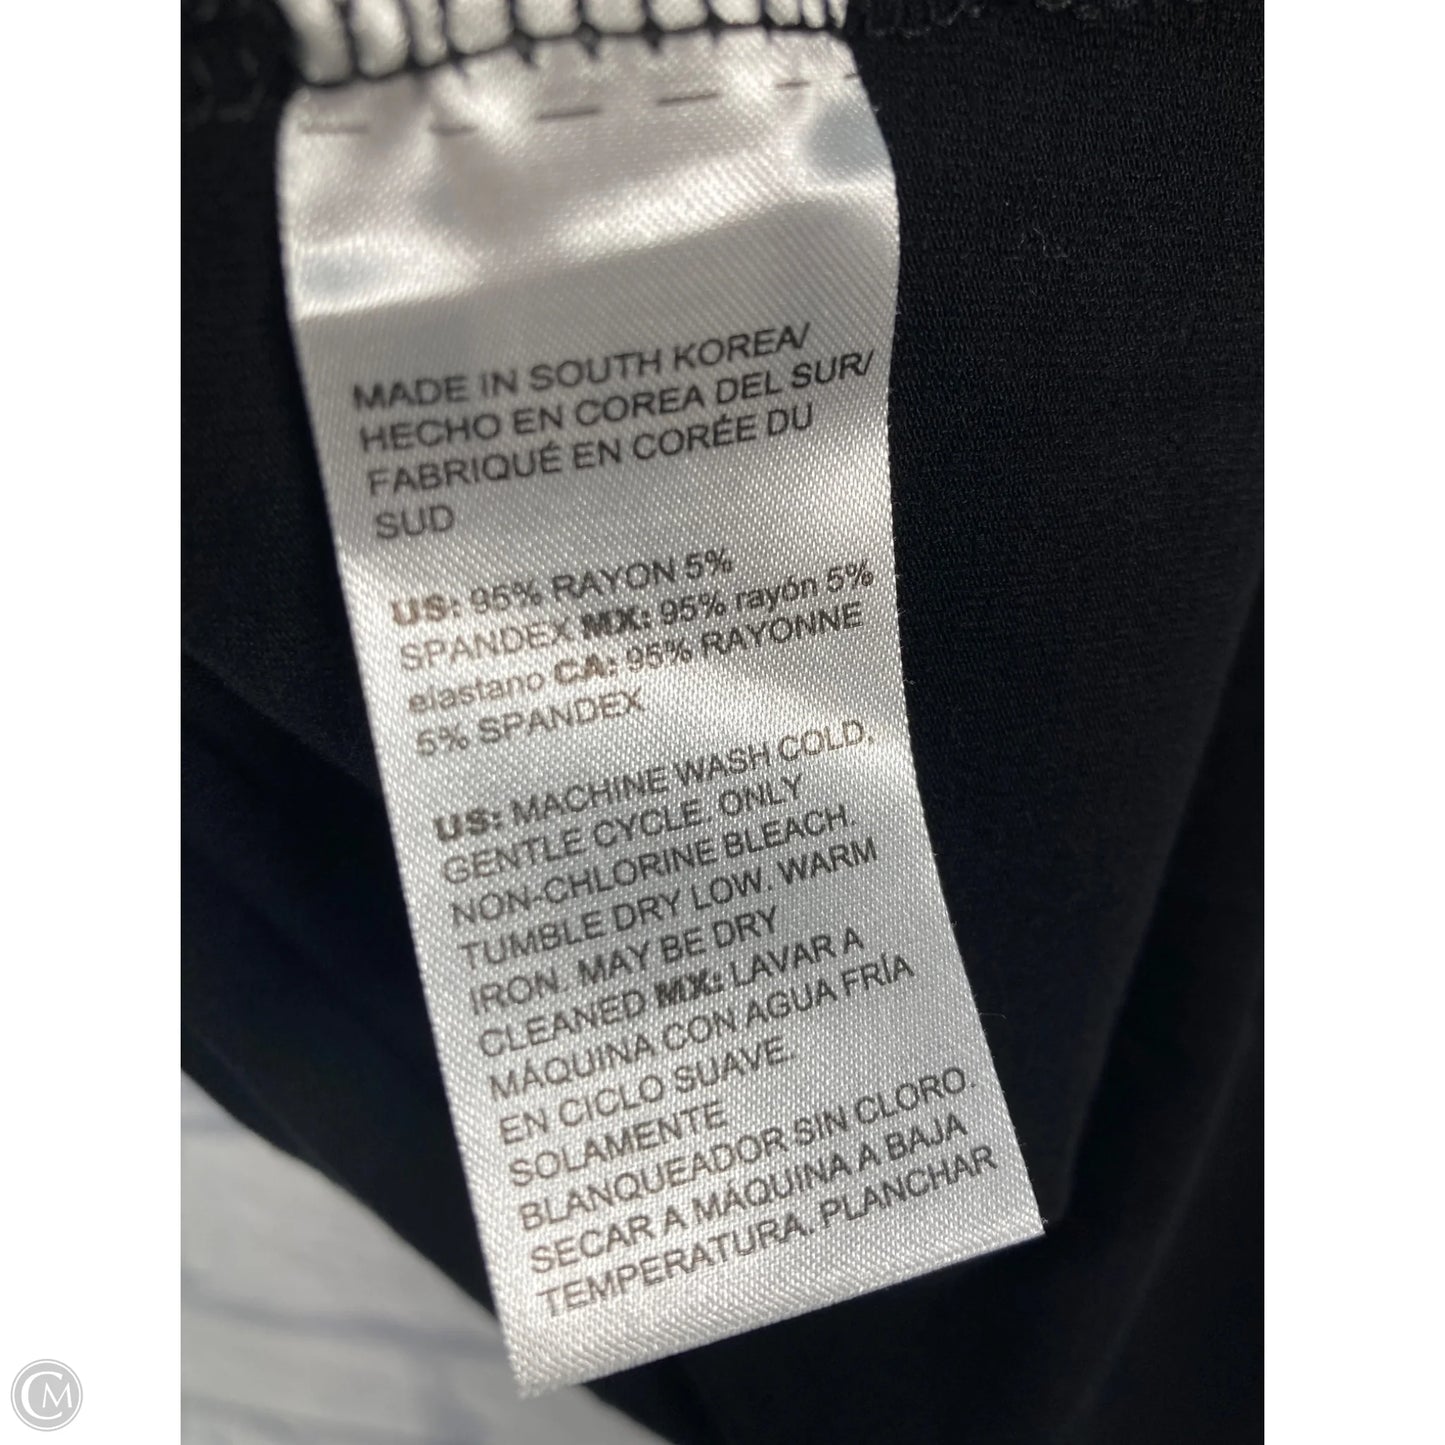 MADE IN SOUTH KOREA/
HECHO EN COREA DEL SUR/
FABRIQUÉ EN CORÉE DU
SUD
US: 95% RAYON 5%
SPANDEX MX: 95% rayón 5%
elastano CA: 95% RAYONNE
5% SPANDEX
US: MACHINE WASH COLD,
GENTLE CYCLE. ONLY
NON-CHLORINE BLEACH.
TUMBLE DRY LOW. WARM
IRON. MAY BE DRY
CLEANED MX: LAVAR A
MÁQUINA CON AGUA FRÍA
EN CICLO SUAVE.
SOLAMENTE
BLANQUEADOR SIN CLORO.
SECAR A MÁQUINA A BAJA
TEMPERATURA. PLANCHAR
CM